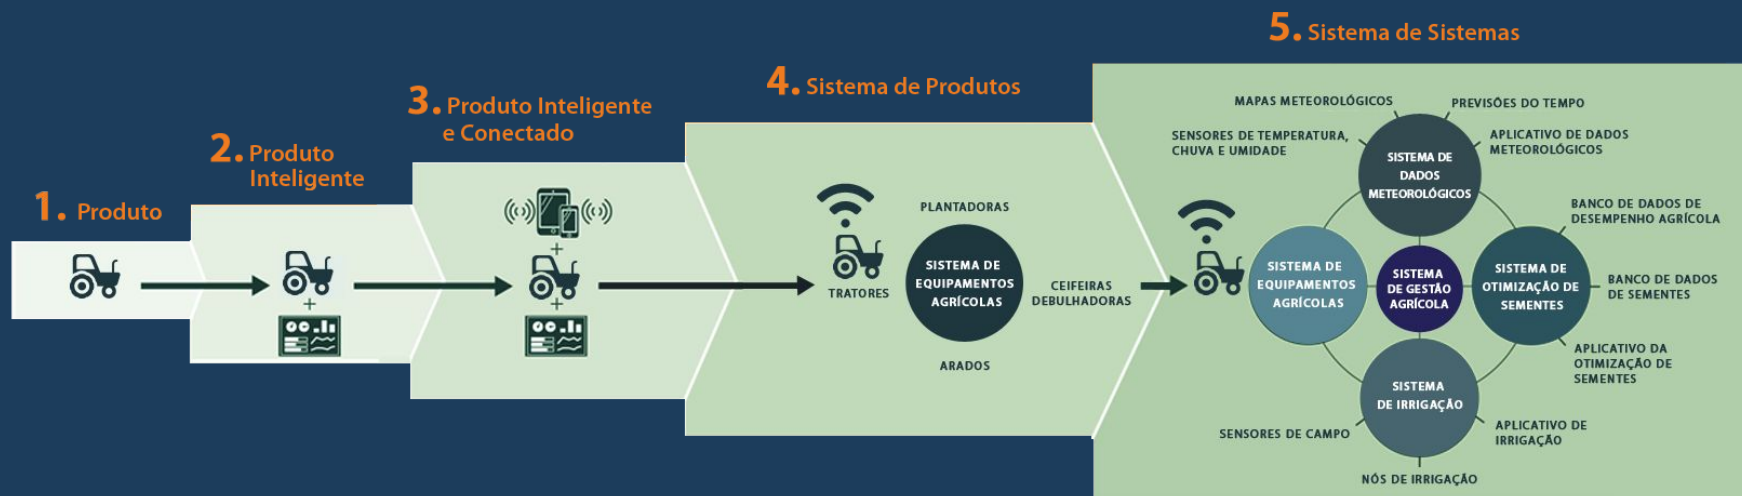 1. Produto
2. Produto
Inteligente
3. Produto Inteligente
e Conectado
4. Sistema de Produtos
PLANTADORAS
TRATORES
SISTEMA DE
EQUIPAMENTOS
AGRÍCOLAS
CEIFEIRAS
DEBULHADORAS
ARADOS
5. Sistema de Sistemas
MAPAS METEOROLÓGICOS
PREVISÕES DO TEMPO
SENSORES DE TEMPERATURA,
CHUVA E UMIDADE
APLICATIVO DE DADOS
METEOROLÓGICOS
SISTEMA DE
DADOS
METEOROLÓGICOS
BANCO DE DADOS DE
DESEMPENHO AGRÍCOLA
SISTEMA DE
EQUIPAMENTOS
AGRÍCOLAS
SISTEMA
DE GESTÃO
AGRÍCOLA
SISTEMA DE
OTIMIZAÇÃO DE
SEMENTES
BANCO DE DADOS
DE SEMENTES
APLICATIVO DA
OTIMIZAÇÃO DE
SEMENTES
SISTEMA
DE IRRIGAÇÃO
SENSORES DE CAMPO
APLICATIVO DE
IRRIGAÇÃO
NÓS DE IRRIGAÇÃO